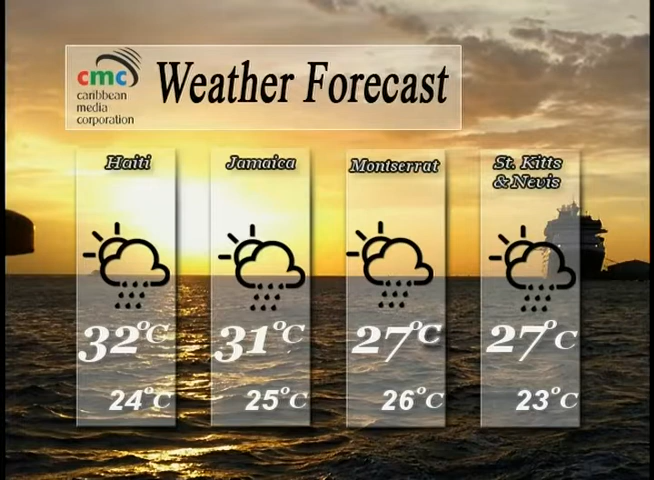 cmc
caribbean
media
corporation
Weather Forecast
Haiti
32°C
24°C
Jamaica
31°C
25°C
Montserrat
27°C
26°C
St. Kitts
& Nevis
27°C
23°C